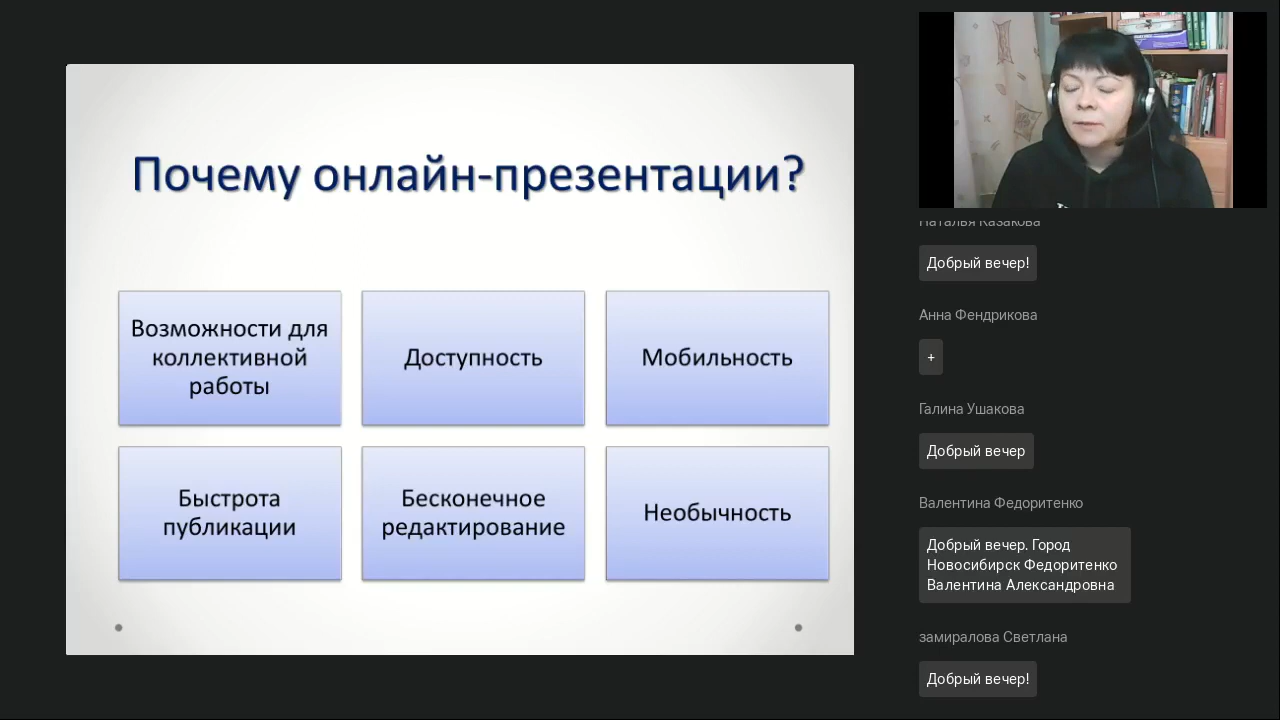 Почему онлайн-презентации?
Возможности для
коллективной
работы
Доступность
Мобильность
Быстрота
публикации
Бесконечное
редактирование
Необычность
Наталья Казакова
Добрый вечер!
Анна Фендрикова
+
Галина Ушакова
Добрый вечер
Валентина Федоритенко
Добрый вечер. Город
Новосибирск Федоритенко
Валентина Александровна
замиралова Светлана
Добрый вечер!